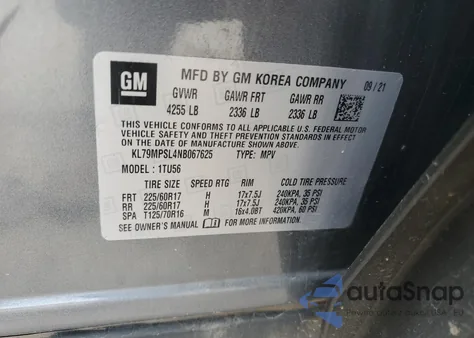 GM
MFD BY GM KOREA COMPANY
09/21
GVWR GAWR FRT GAWR RR
4255 LB 2336 LB 2336 LB
THIS VEHICLE CONFORMS TO ALL APPLICABLE U.S. FEDERAL
MOTOR VEHICLE SAFETY AND THEFT PREVENTION STANDARDS IN EFFECT
ON THE DATE OF MANUFACTURE SHOWN ABOVE.
KL79MPSL4NB067625 TYPE: MPV
MODEL : 1TU56
TIRE SIZE SPEED RTG RIM COLD TIRE PRESSURE
FRT 225/60R17 H 17x7.5J 240KPA, 35 PSI
RR 225/60R17 H 17x7.5J 240KPA, 35 PSI
SPA T125/70R16 M 16x4.0BT 420KPA, 60 PSI
SEE OWNER'S MANUAL FOR MORE INFORMATION.
autoSnap